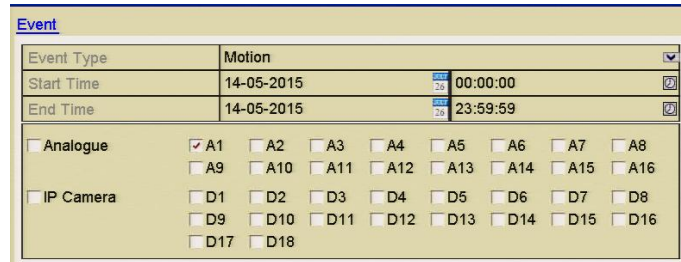 Event
Event Type Motion
Start Time 14-05-2015 26 00:00:00
End Time 14-05-2015 26 23:59:59
Analogue A1 A2 A3 A4 A5 A6 A7 A8
A9 A10 A11 A12 A13 A14 A15 A16
IP Camera D1 D2 D3 D4 D5 D6 D7 D8
D9 D10 D11 D12 D13 D14 D15 D16
D17 D18